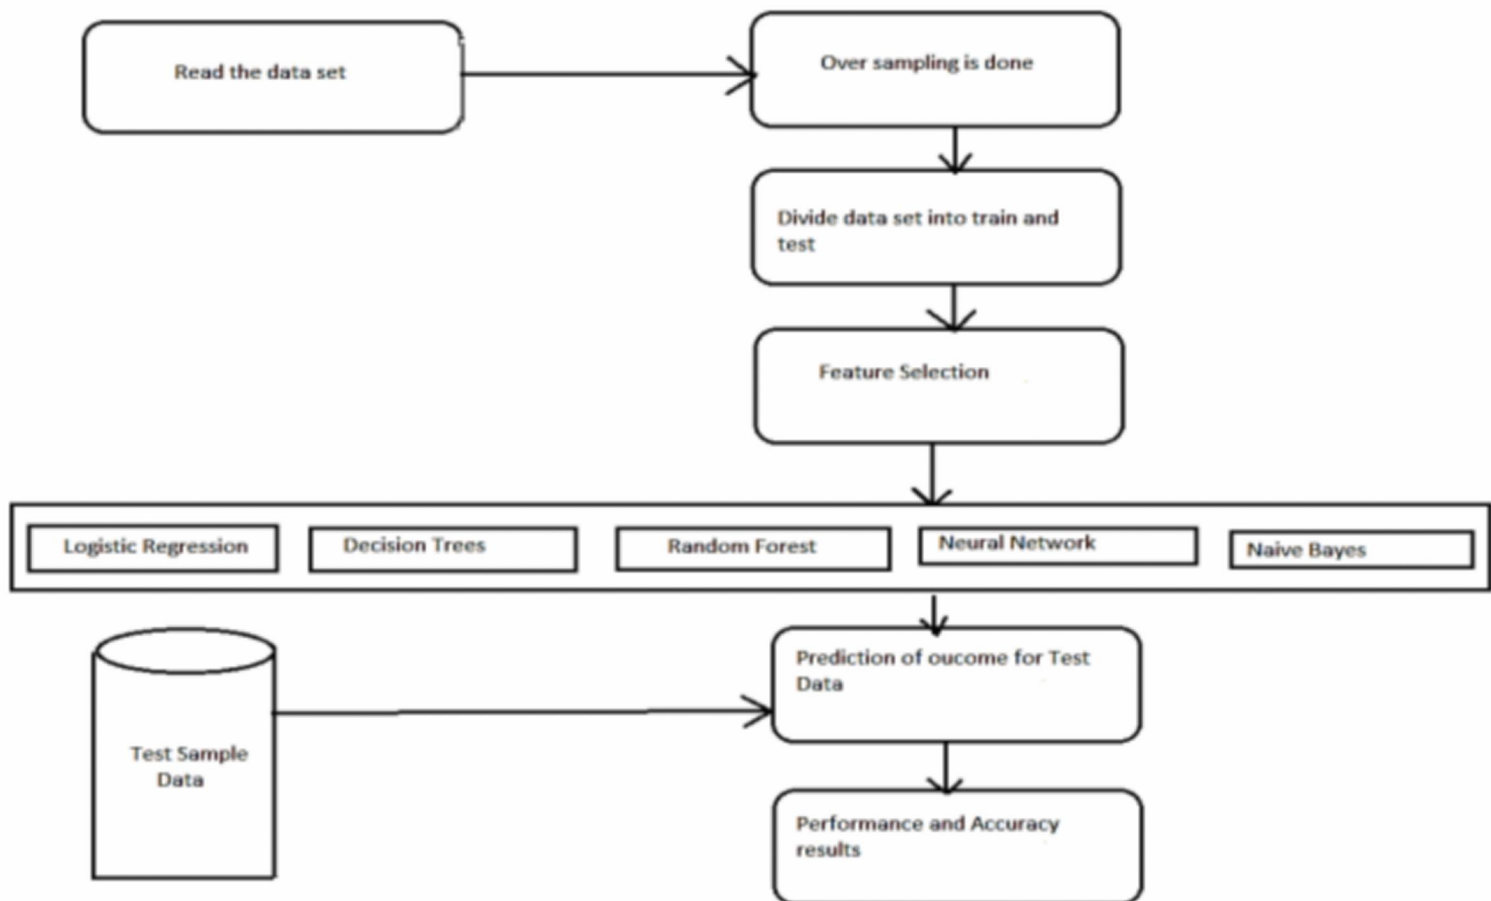 Read the data set
Over sampling is done
Divide data set into train and
test
Feature Selection
Logistic Regression
Decision Trees
Random Forest
Neural Network
Naive Bayes
Prediction of oucome for Test
Data
Test Sample
Data
Performance and Accuracy
results